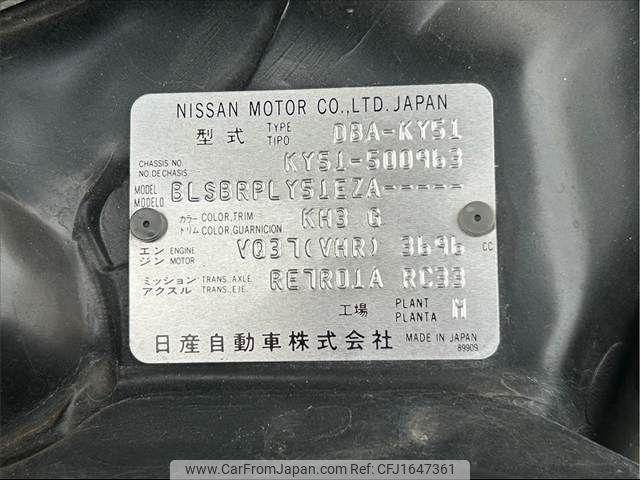 NISSAN MOTOR CO.,LTD. JAPAN
型式 TYPE TIPO DBA-KY51
CHASSIS NO. NO. DE CHASIS KY51-500963
MODEL MODELO BLSBRPLY51EZA-----
カラー COLOR,TRIM トリム COLOR,GUARNICION KH3 G
エンジン ENGINE MOTOR VQ37(VHR) 3696 CC
ミッション アクスル TRANS. AXLE. TRANS. EJE. RE7R01A RC33
工場 PLANT PLANTA M
日産自動車株式会社 MADE IN JAPAN
89909
www.CarFromJapan.com | REF ID: CFJ1647361